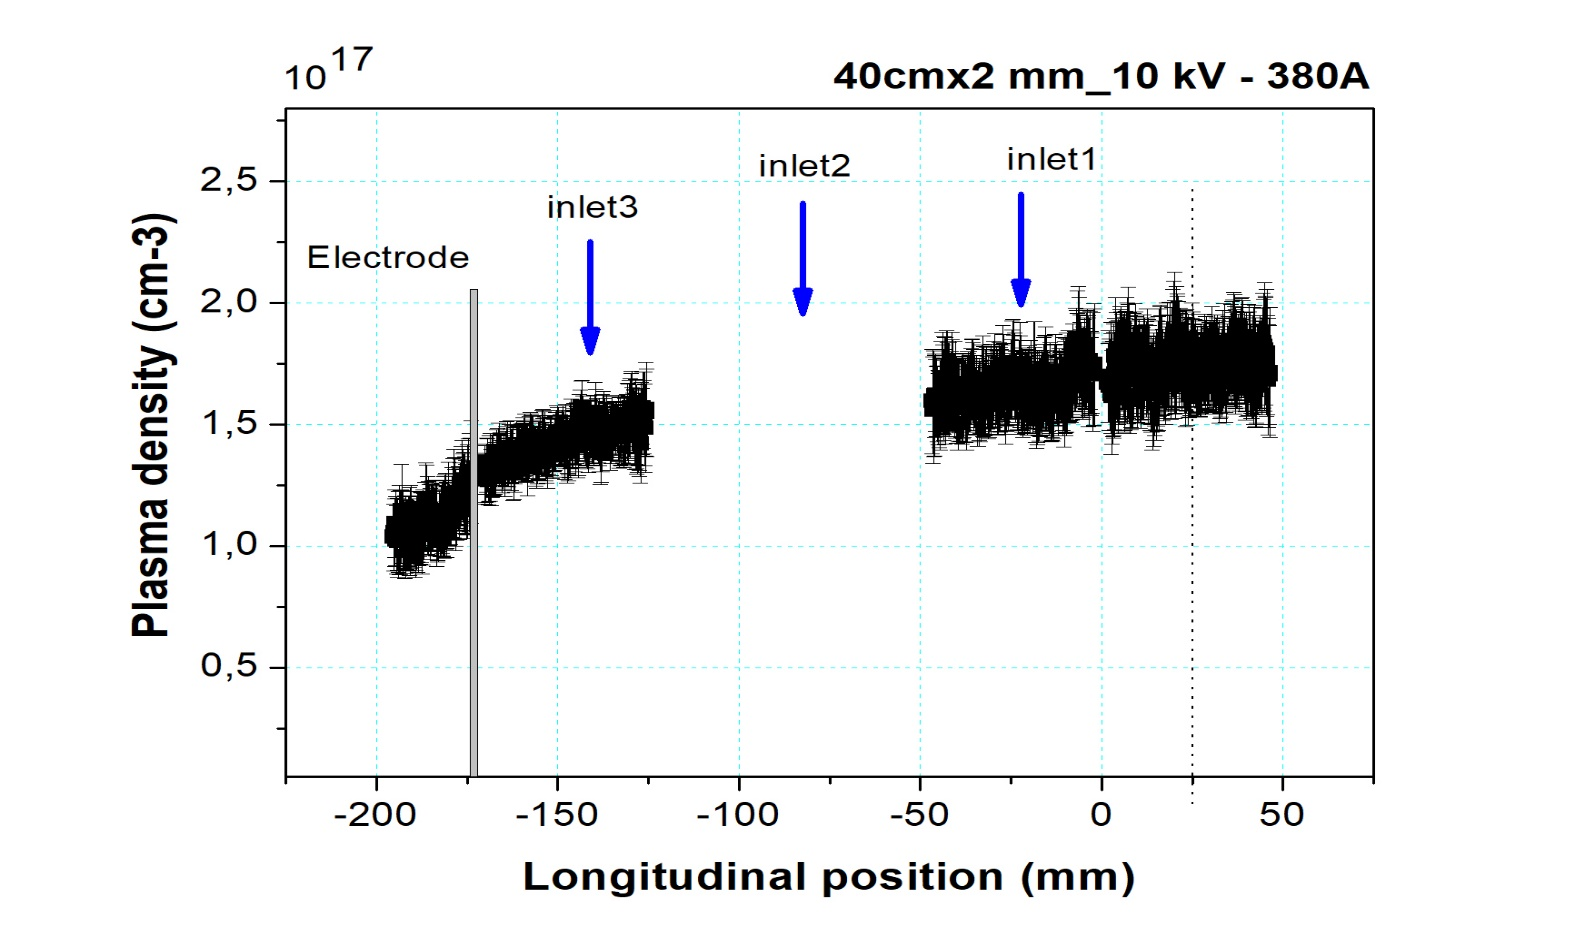 10^17
40cmx2 mm_10 kV - 380A
Plasma density (cm-3)
2,5
2,0
1,5
1,0
0,5
Electrode
inlet3
inlet2
inlet1
-200
-150
-100
-50
0
50
Longitudinal position (mm)